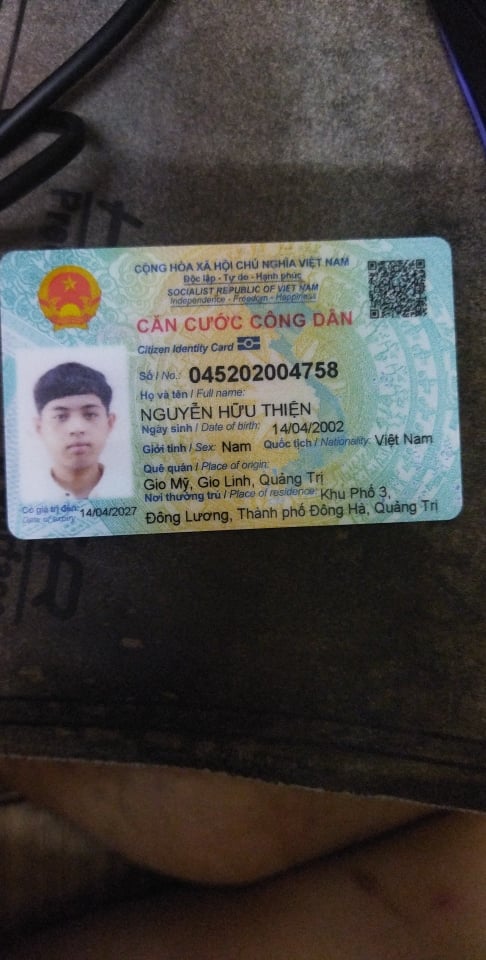 CỘNG HÒA XÃ HỘI CHỦ NGHĨA VIỆT NAM
Độc lập - Tự do - Hạnh phúc
SOCIALIST REPUBLIC OF VIET NAM
Independence - Freedom - Happiness
CĂN CƯỚC CÔNG DÂN
Citizen Identity Card
Số / No.: 045202004758
Họ và tên / Full name:
NGUYỄN HỮU THIỆN
Ngày sinh / Date of birth: 14/04/2002
Giới tính / Sex: Nam Quốc tịch / Nationality: Việt Nam
Quê quán / Place of origin:
Gio Mỹ, Gio Linh, Quảng Trị
Nơi thường trú / Place of residence: Khu Phố 3,
Đông Lương, Thành phố Đông Hà, Quảng Trị
Có giá trị đến: 14/04/2027
Date of expiry